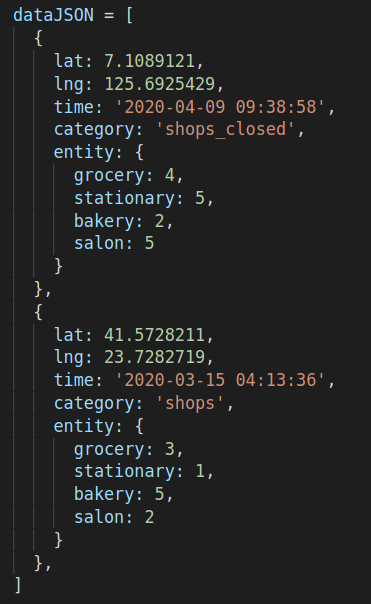 dataJSON = [
  {
    lat: 7.1089121,
    lng: 125.6925429,
    time: '2020-04-09 09:38:58',
    category: 'shops_closed',
    entity: {
      grocery: 4,
      stationary: 5,
      bakery: 2,
      salon: 5
    }
  },
  {
    lat: 41.5728211,
    lng: 23.7282719,
    time: '2020-03-15 04:13:36',
    category: 'shops',
    entity: {
      grocery: 3,
      stationary: 1,
      bakery: 5,
      salon: 2
    }
  },
]